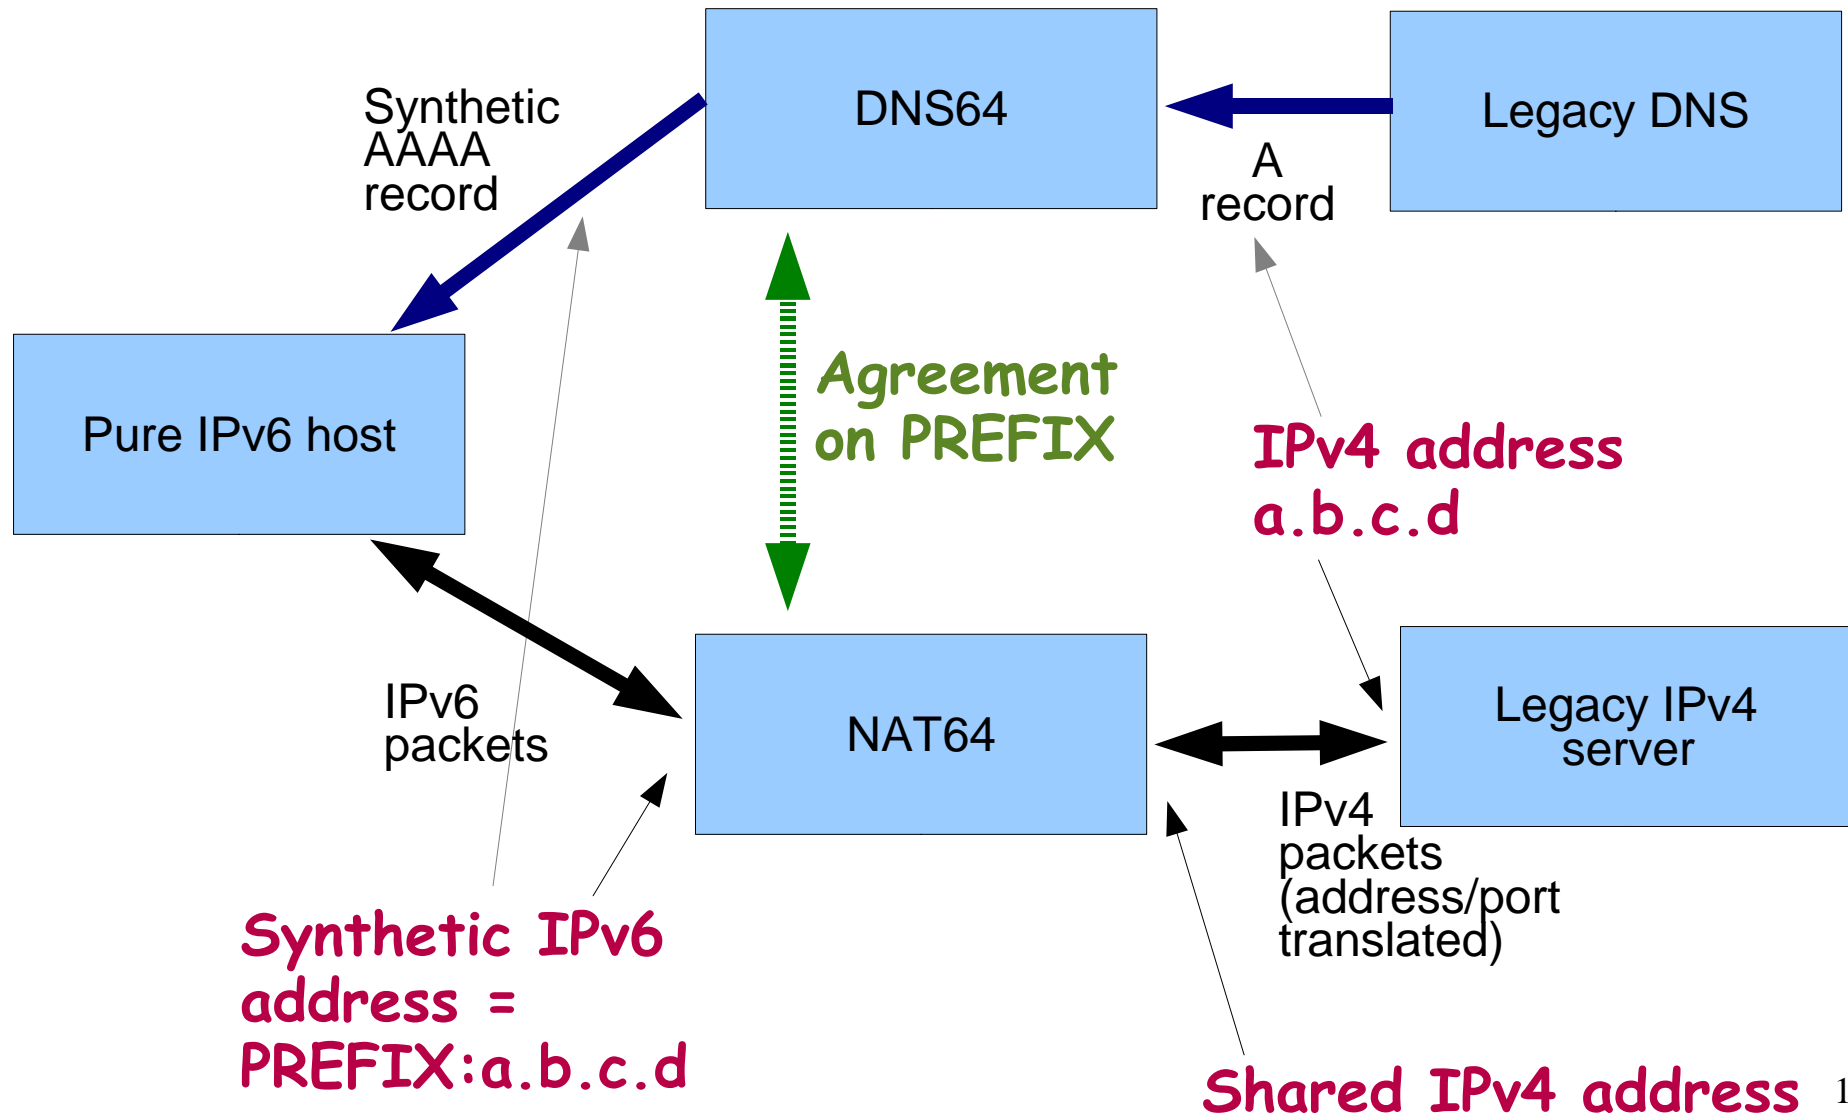 Synthetic
AAAA
record
DNS64
A
record
Legacy DNS
Pure IPv6 host
Agreement
on PREFIX
IPv4 address
a.b.c.d
IPv6
packets
NAT64
Legacy IPv4
server
IPv4
packets
(address/port
translated)
Synthetic IPv6
address =
PREFIX:a.b.c.d
Shared IPv4 address
1